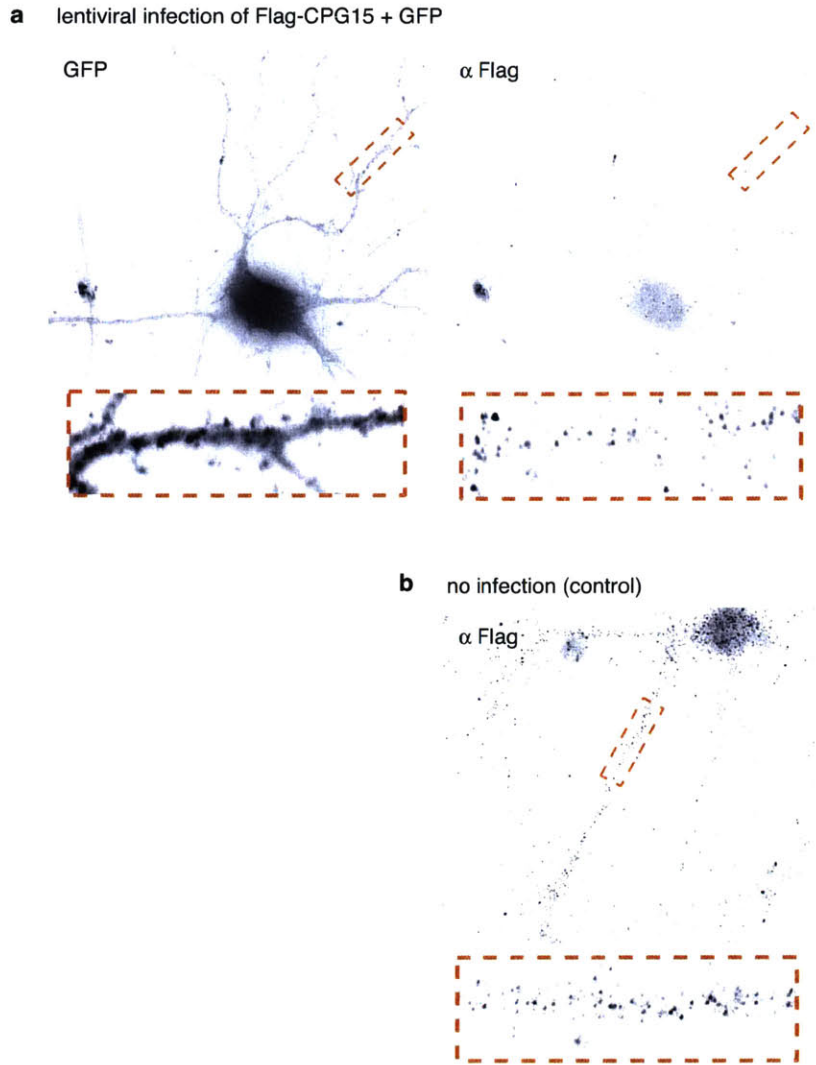 a lentiviral infection of Flag-CPG15 + GFP
GFP
α Flag
b no infection (control)
α Flag